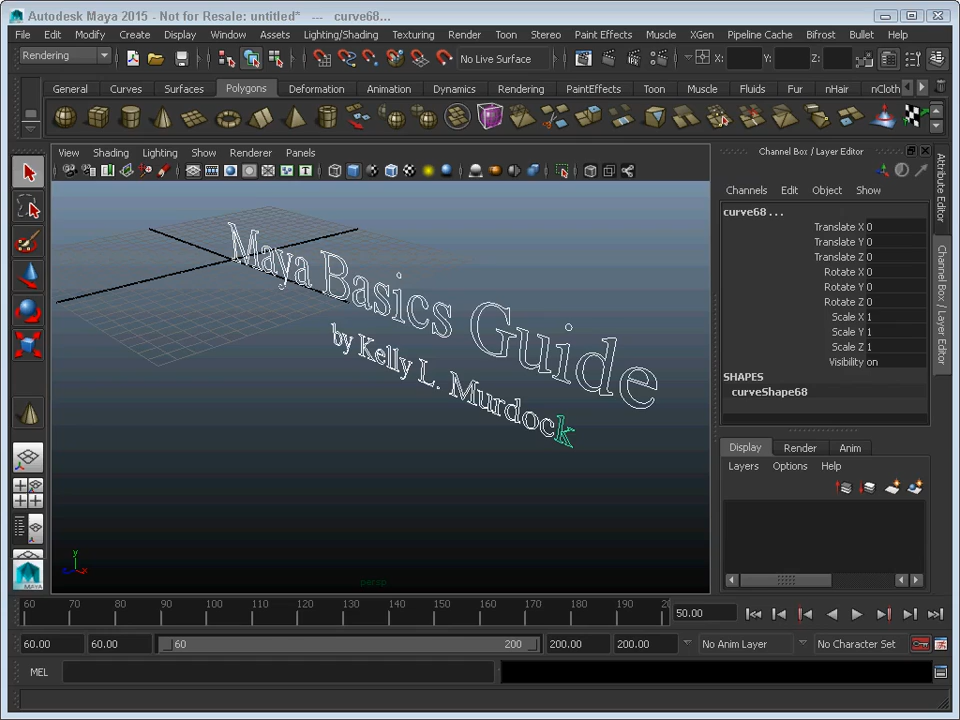 Autodesk Maya 2015 - Not for Resale: untitled*   ---   curve68...
File Edit Modify Create Display Window Assets Lighting/Shading Texturing Render Toon Stereo Paint Effects Muscle XGen Pipeline Cache Bifrost Bullet Help
Rendering No Live Surface X: Y: Z:
General Curves Surfaces Polygons Deformation Animation Dynamics Rendering PaintEffects Toon Muscle Fluids Fur nHair nCloth
View Shading Lighting Show Renderer Panels
Channel Box / Layer Editor
Channels Edit Object Show
curve68...
Translate X 0
Translate Y 0
Translate Z 0
Rotate X 0
Rotate Y 0
Rotate Z 0
Scale X 1
Scale Y 1
Scale Z 1
Visibility on
SHAPES
curveShape68
Attribute Editor
Channel Box / Layer Editor
Maya Basics Guide
by Kelly L. Murdock
Display Render Anim
Layers Options Help
y
z x
persp
MAYA
60 70 80 90 100 110 120 130 140 150 160 170 180 190 50.00
60.00 60.00 60 200 200.00 200.00 No Anim Layer No Character Set
MEL